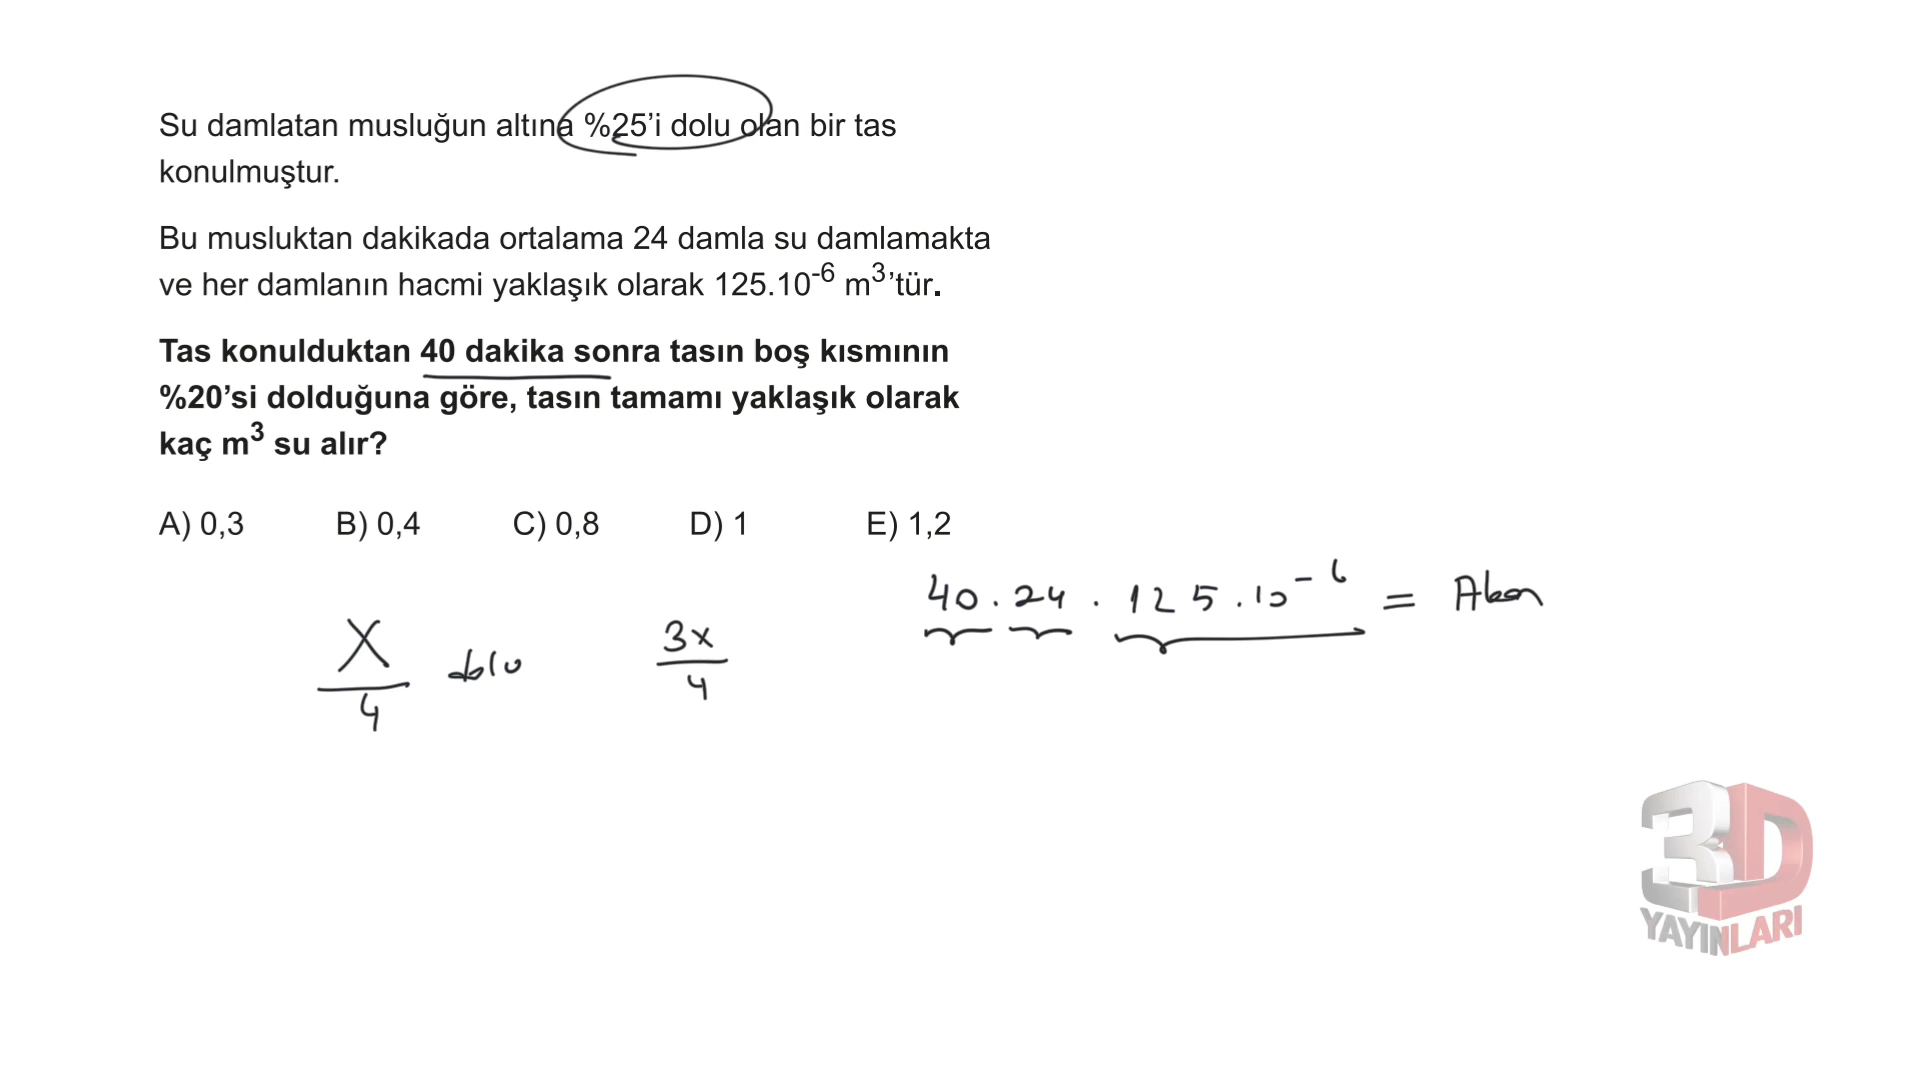 Su damlatan musluğun altına %25’i dolu olan bir tas
konulmuştur.
Bu musluktan dakikada ortalama 24 damla su damlamakta
ve her damlanın hacmi yaklaşık olarak 125.10⁻⁶ m³’tür.
Tas konulduktan 40 dakika sonra tasın boş kısmının
%20’si dolduğuna göre, tasın tamamı yaklaşık olarak
kaç m³ su alır?
A) 0,3 B) 0,4 C) 0,8 D) 1 E) 1,2
40 . 24 . 125 . 10⁻⁶ = Akan
X/4 dolu 3x/4
3D
YAYINLARI